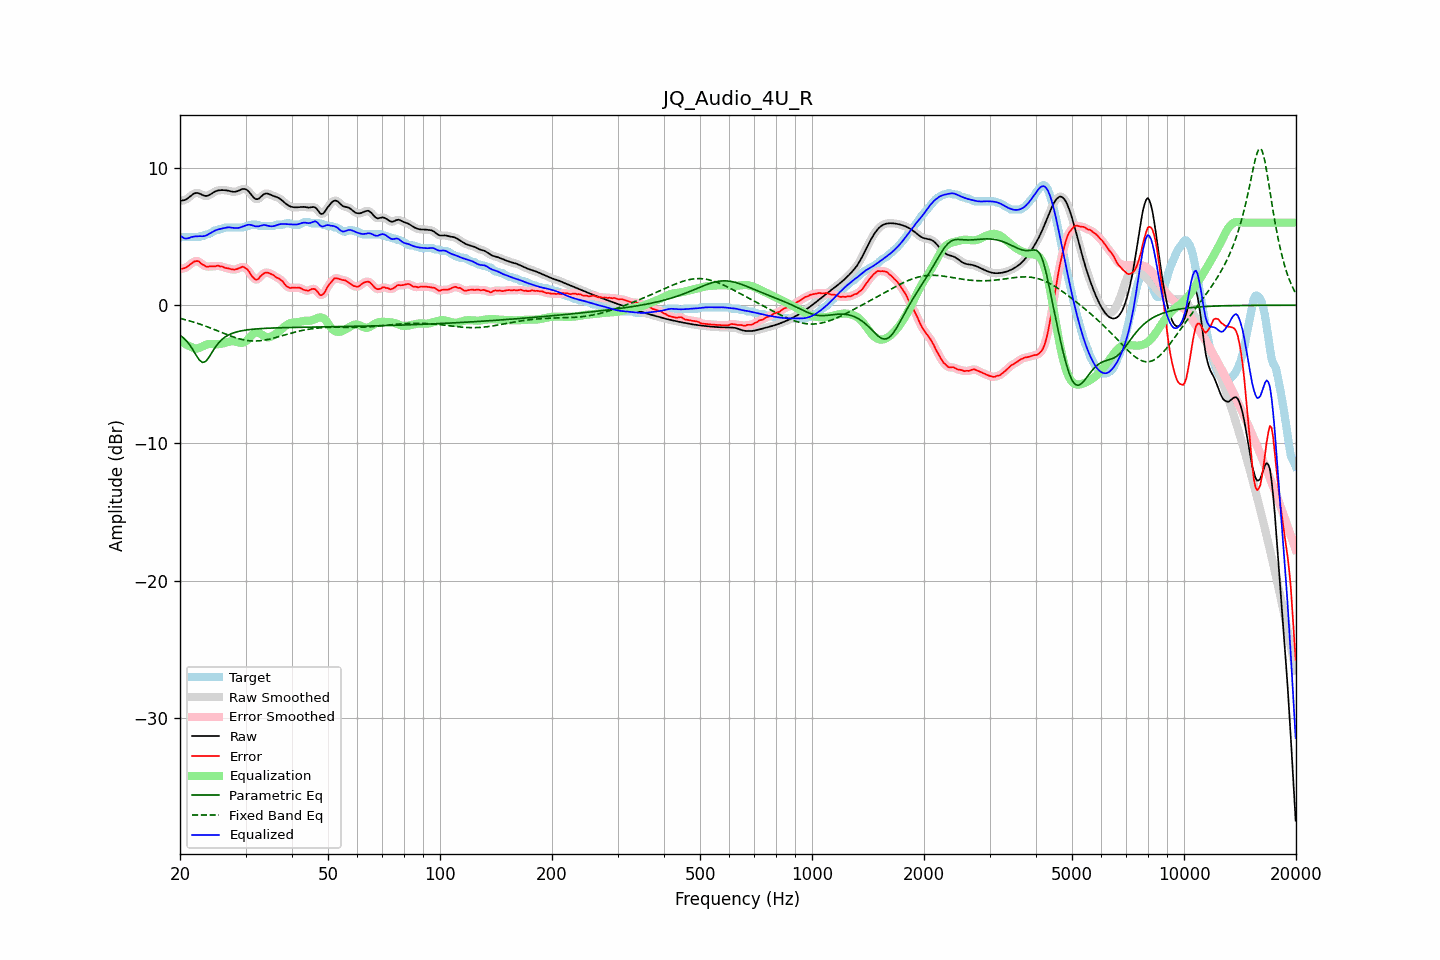 JQ_Audio_4U_R
10
0
−10
−20
−30
Amplitude (dBr)
Target
Raw Smoothed
Error Smoothed
Raw
Error
Equalization
Parametric Eq
Fixed Band Eq
Equalized
20 50 100 200 500 1000 2000 5000 10000 20000
Frequency (Hz)